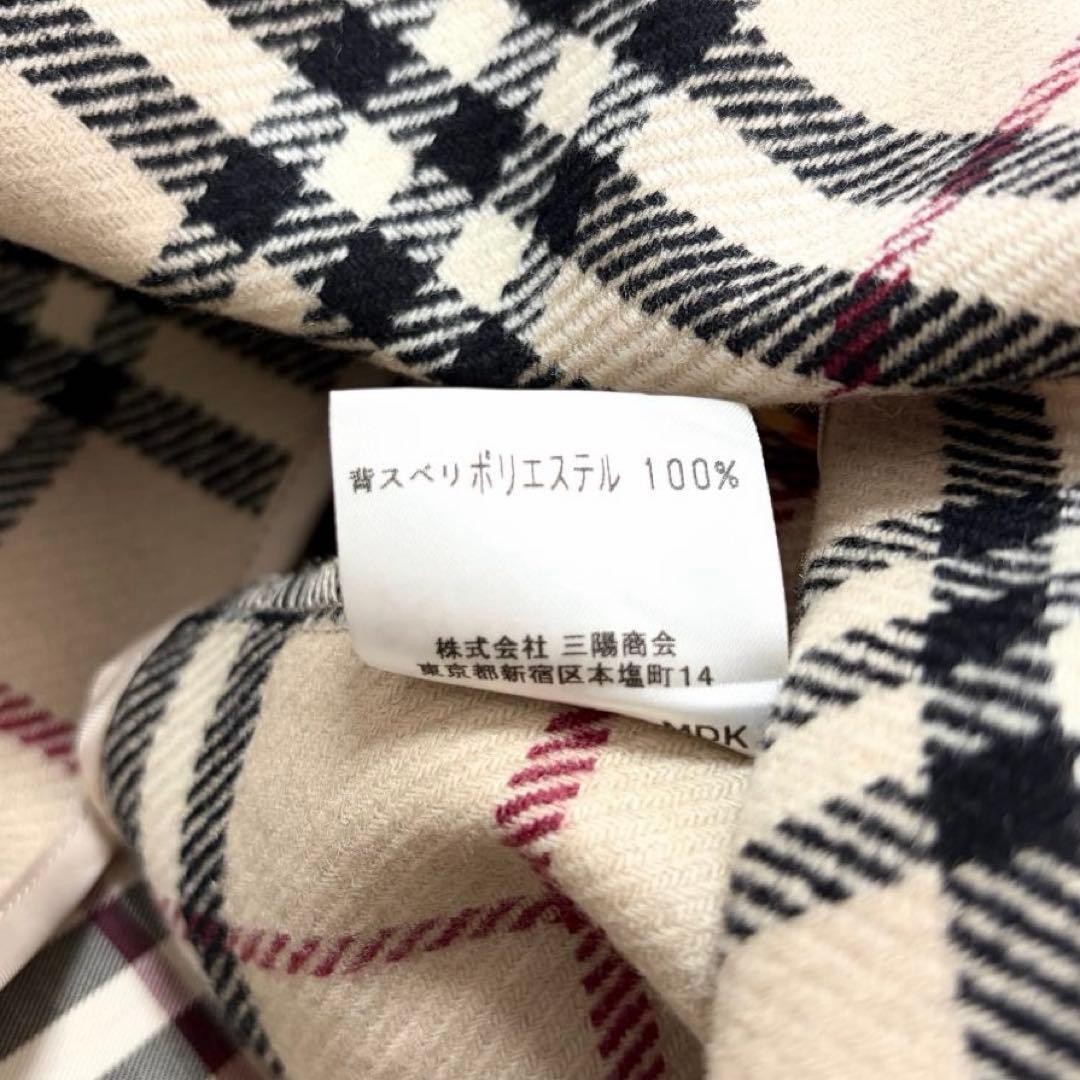 背スベリポリエステル 100%
株式会社 三陽商会
東京都新宿区本塩町14
MDK